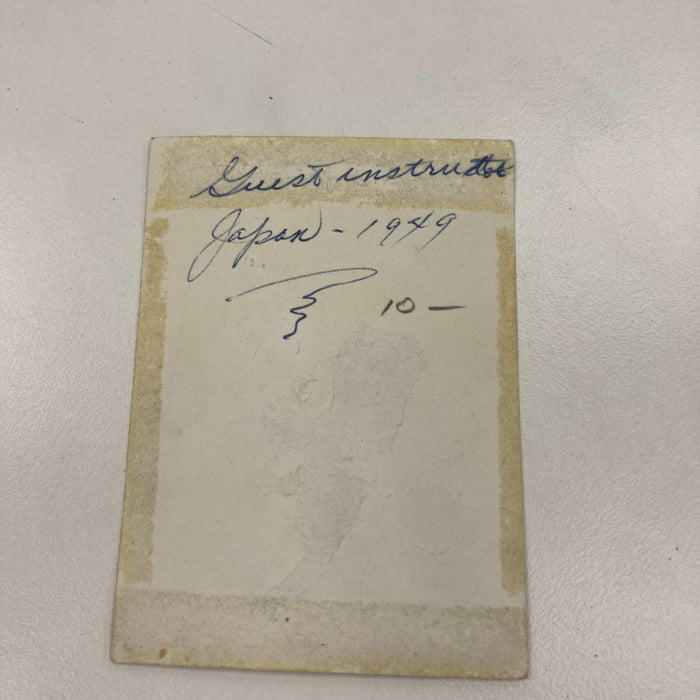 Guest instructor
Japan - 1949
10 —